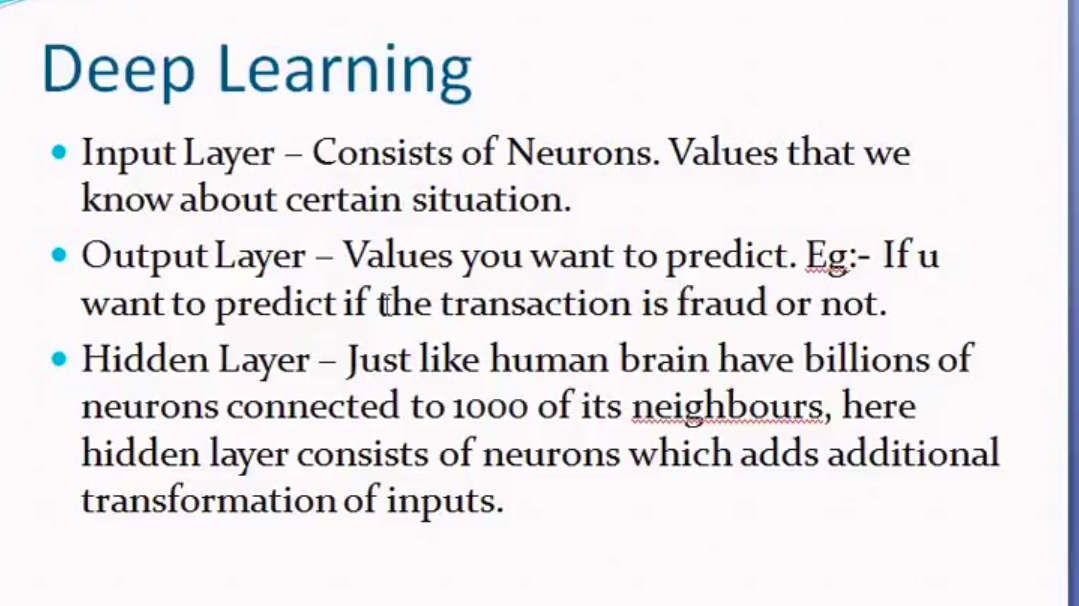 Deep Learning
Input Layer – Consists of Neurons. Values that we
know about certain situation.
Output Layer – Values you want to predict. Eg:- If u
want to predict if the transaction is fraud or not.
Hidden Layer – Just like human brain have billions of
neurons connected to 1000 of its neighbours, here
hidden layer consists of neurons which adds additional
transformation of inputs.